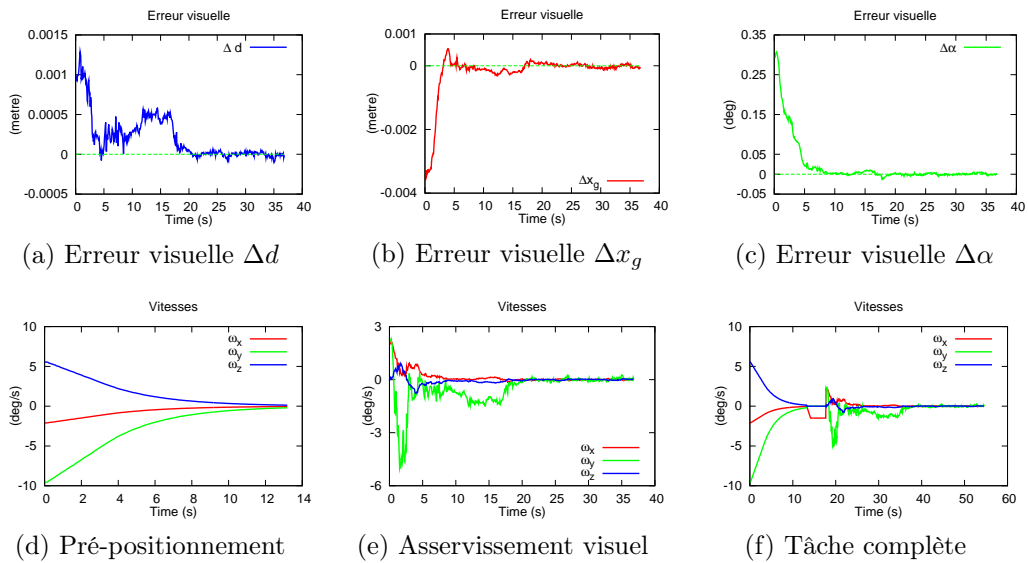 Erreur visuelle
0.0015
0.001
0.0005
0
-0.0005
(metre)
Δ d
0 5 10 15 20 25 30 35 40
Time (s)
(a) Erreur visuelle Δd
Erreur visuelle
0
-0.002
-0.004
(metre)
Δx_g
0 5 10 15 20 25 30 35 40
Time (s)
(b) Erreur visuelle Δx_g
Erreur visuelle
0.35
0.25
0.15
0.05
0
-0.05
(deg)
Δα
0 5 10 15 20 25 30 35 40
Time (s)
(c) Erreur visuelle Δα
Vitesses
10
5
0
-5
-10
(deg/s)
ω_x
ω_y
ω_z
0 2 4 6 8 10 12 14
Time (s)
(d) Pré-positionnement
Vitesses
3
0
-3
-6
(deg/s)
ω_x
ω_y
ω_z
0 5 10 15 20 25 30 35 40
Time (s)
(e) Asservissement visuel
Vitesses
10
5
0
-5
-10
(deg/s)
ω_x
ω_y
ω_z
0 10 20 30 40 50 60
Time (s)
(f) Tâche complète